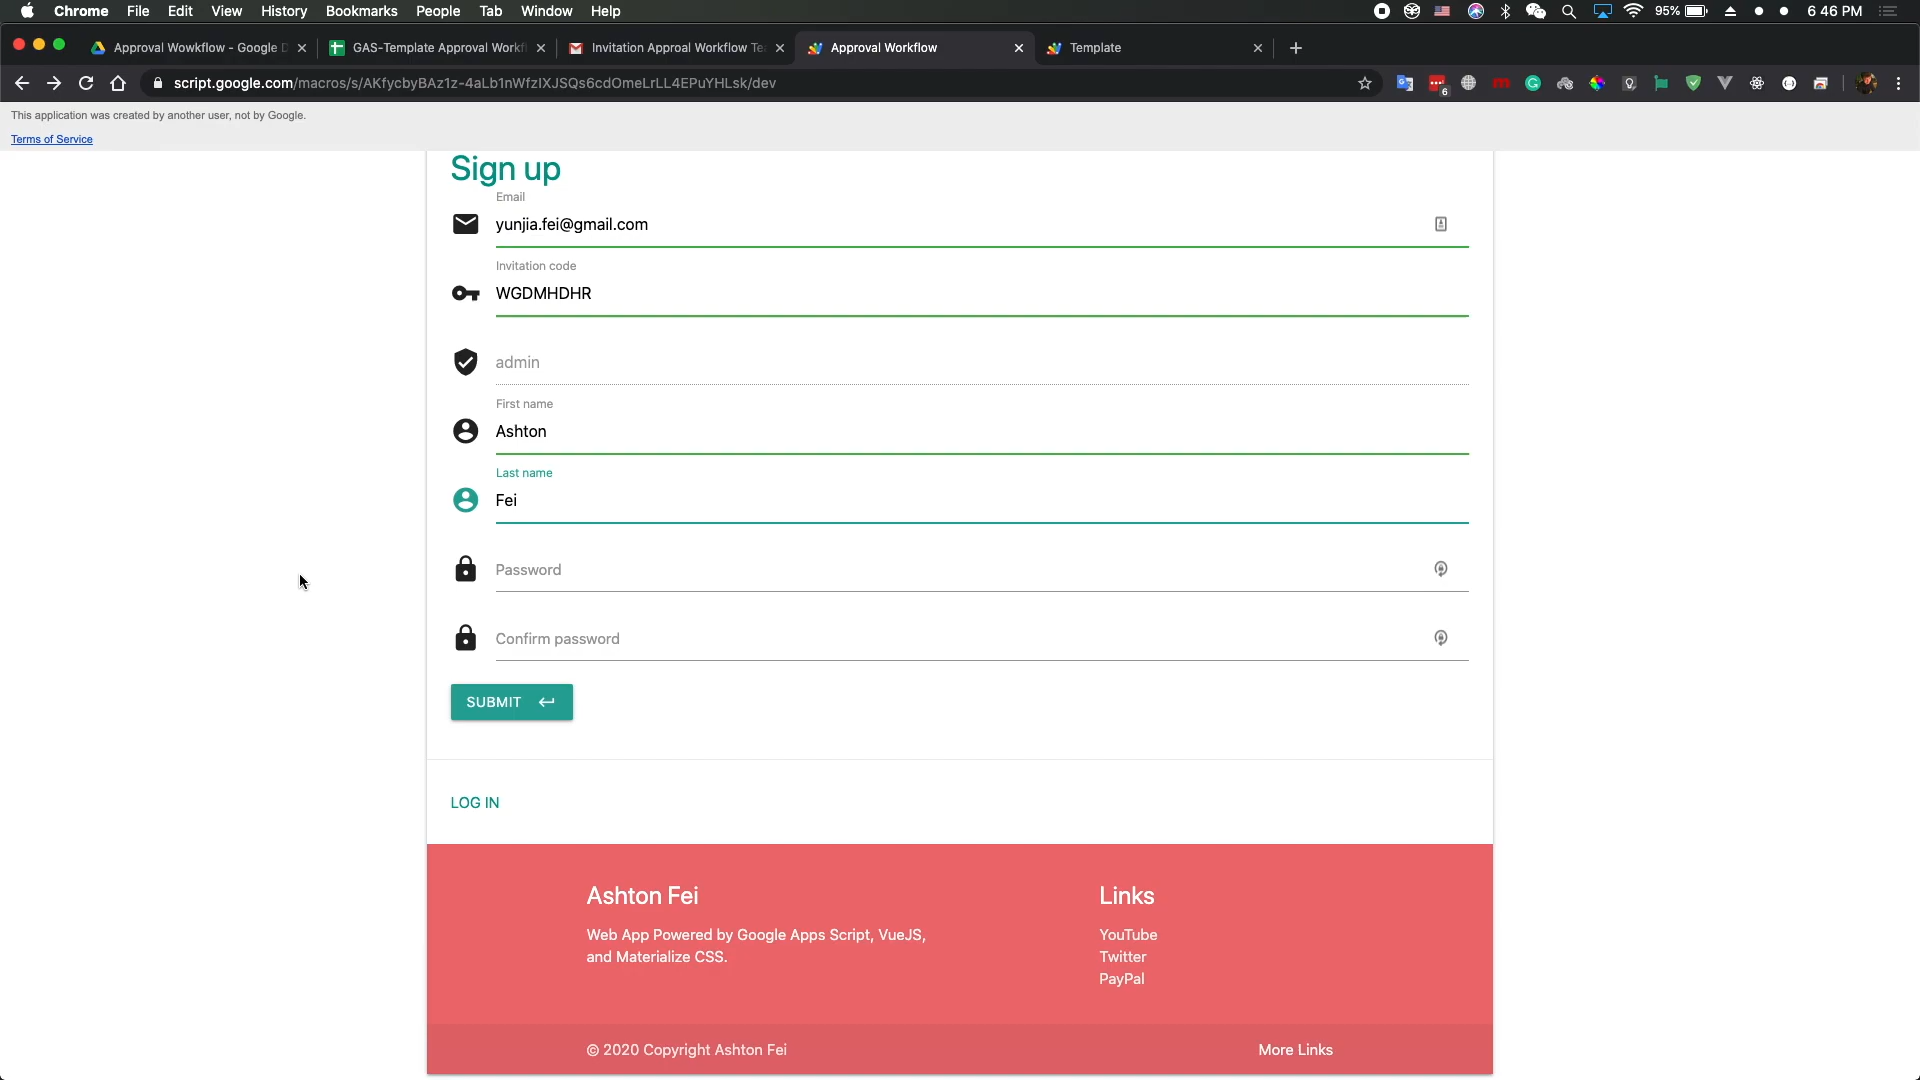 Chrome File Edit View History Bookmarks People Tab Window Help 95% 6 46 PM
Approval Wowkflow - Google D GAS-Template Approval Workfl Invitation Approal Workflow Te Approval Workflow Template
script.google.com/macros/s/AKfycbyBAz1z-4aLb1nWfzIXJSQs6cdOmeLrLL4EPuYHLsk/dev 6
This application was created by another user, not by Google.
Terms of Service
Sign up
Email
yunjia.fei@gmail.com
Invitation code
WGDMHDHR
admin
First name
Ashton
Last name
Fei
Password
Confirm password
SUBMIT
LOG IN
Ashton Fei
Web App Powered by Google Apps Script, VueJS,
and Materialize CSS.
Links
YouTube
Twitter
PayPal
© 2020 Copyright Ashton Fei
More Links